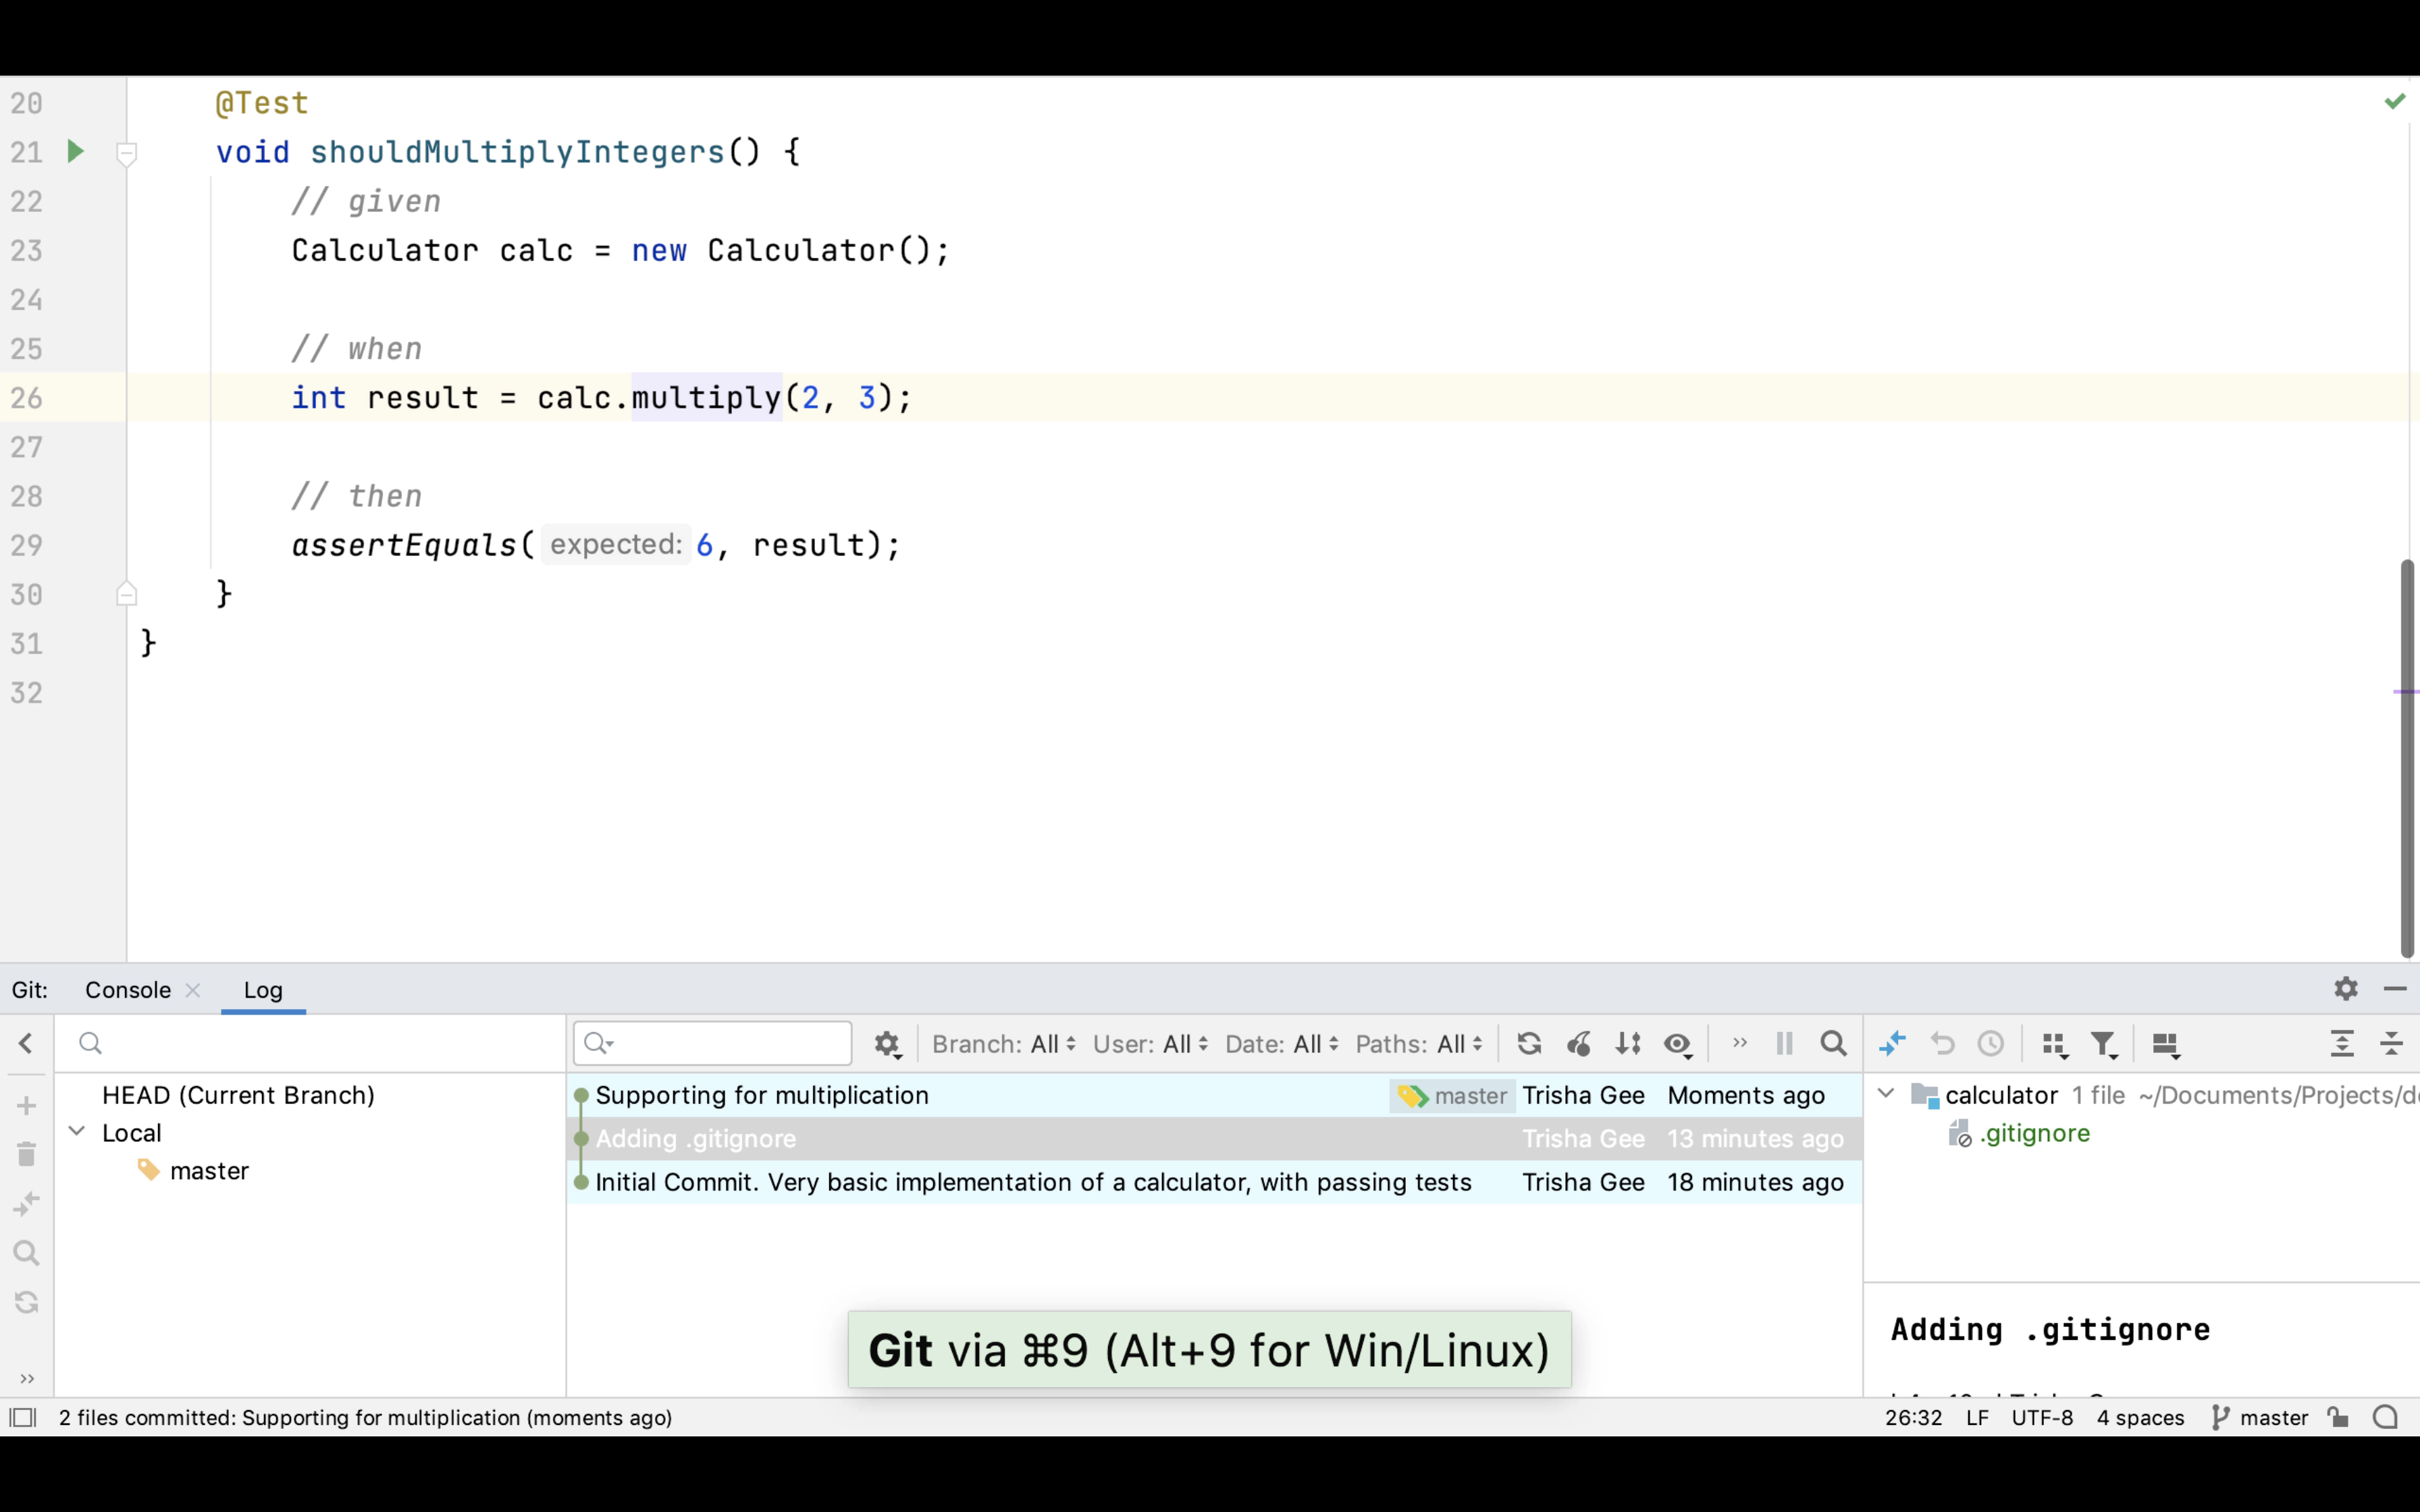 20 @Test
21 void shouldMultiplyIntegers() {
22 // given
23 Calculator calc = new Calculator();
24
25 // when
26 int result = calc.multiply(2, 3);
27
28 // then
29 assertEquals( expected: 6, result);
30 }
31 }
32
Git: Console Log
Branch: All User: All Date: All Paths: All
HEAD (Current Branch)
Local
master
Supporting for multiplication master Trisha Gee Moments ago
Adding .gitignore Trisha Gee 13 minutes ago
Initial Commit. Very basic implementation of a calculator, with passing tests Trisha Gee 18 minutes ago
calculator 1 file ~/Documents/Projects/
.gitignore
Adding .gitignore
Git via ⌘9 (Alt+9 for Win/Linux)
2 files committed: Supporting for multiplication (moments ago) 26:32 LF UTF-8 4 spaces master